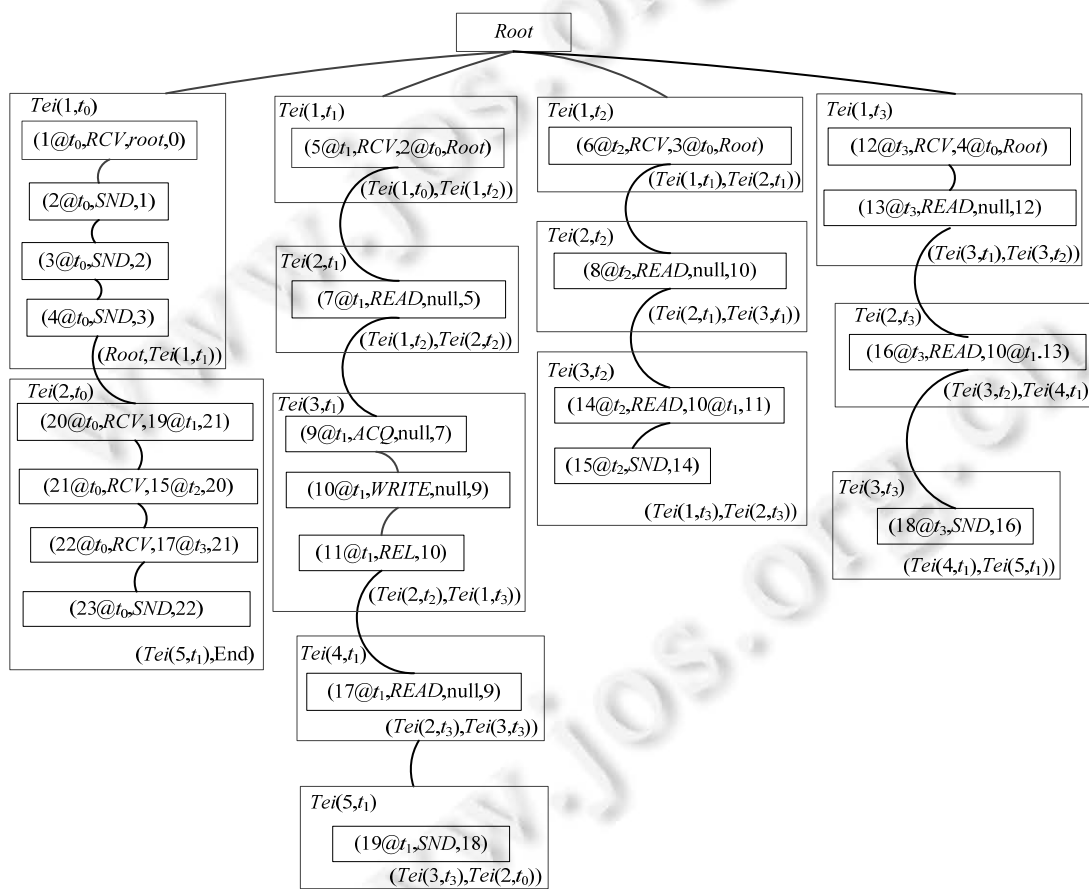 Root
Tei(1,t0)
(1@t0,RCV,root,0)
(2@t0,SND,1)
(3@t0,SND,2)
(4@t0,SND,3)
(Root,Tei(1,t1))
Tei(2,t0)
(20@t0,RCV,19@t1,21)
(21@t0,RCV,15@t2,20)
(22@t0,RCV,17@t3,21)
(23@t0,SND,22)
(Tei(5,t1),End)
Tei(1,t1)
(5@t1,RCV,2@t0,Root)
(Tei(1,t0),Tei(1,t2))
Tei(2,t1)
(7@t1,READ,null,5)
(Tei(1,t2),Tei(2,t2))
Tei(3,t1)
(9@t1,ACQ,null,7)
(10@t1,WRITE,null,9)
(11@t1,REL,10)
(Tei(2,t2),Tei(1,t3))
Tei(4,t1)
(17@t1,READ,null,9)
(Tei(2,t3),Tei(3,t3))
Tei(5,t1)
(19@t1,SND,18)
(Tei(3,t3),Tei(2,t0))
Tei(1,t2)
(6@t2,RCV,3@t0,Root)
(Tei(1,t1),Tei(2,t1))
Tei(2,t2)
(8@t2,READ,null,10)
(Tei(2,t1),Tei(3,t1))
Tei(3,t2)
(14@t2,READ,10@t1,11)
(15@t2,SND,14)
(Tei(1,t3),Tei(2,t3))
Tei(1,t3)
(12@t3,RCV,4@t0,Root)
(13@t3,READ,null,12)
(Tei(3,t1),Tei(3,t2))
Tei(2,t3)
(16@t3,READ,10@t1.13)
(Tei(3,t2),Tei(4,t1)
Tei(3,t3)
(18@t3,SND,16)
(Tei(4,t1),Tei(5,t1))
www.jos.org.cn
www.jos.org